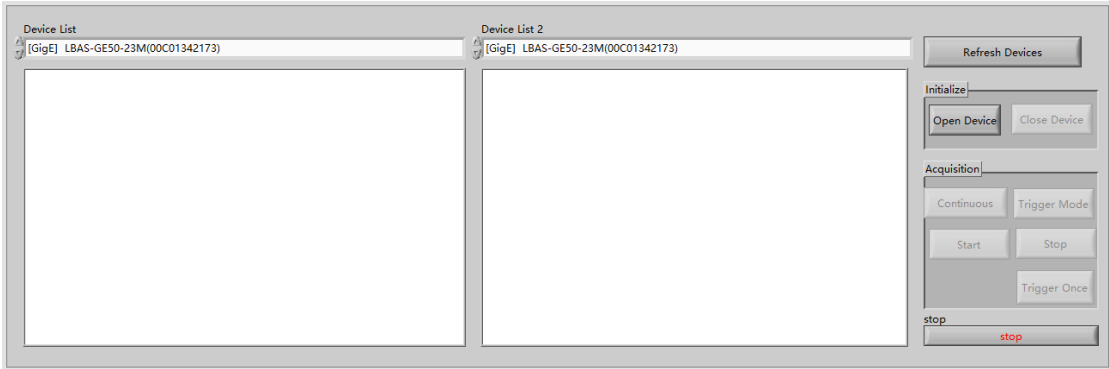 Device List
[GigE] LBAS-GE50-23M(00C01342173)
Device List 2
[GigE] LBAS-GE50-23M(00C01342173)
Refresh Devices
Initialize
Open Device
Close Device
Acquisition
Continuous
Trigger Mode
Start
Stop
Trigger Once
stop
stop